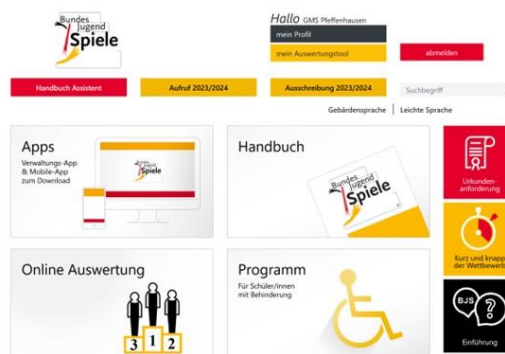 Bundes
Jugend
Spiele
Hallo GMS Pfeffenhausen
mein Profil
mein Auswertungstool
abmelden
Handbuch Assistent
Aufruf 2023/2024
Ausschreibung 2023/2024
Suchbegriff
Gebärdensprache | Leichte Sprache
Apps
Verwaltungs-App
& Mobile-App
zum Download
Bundes
Jugend
Spiele
Handbuch
Bundes
Jugend
Spiele
Urkunden-
anforderung
Kurz und knapp
der Wettbewerb
Online Auswertung
3 1 2
Programm
Für Schüler/innen
mit Behinderung
BJS ?
Einführung